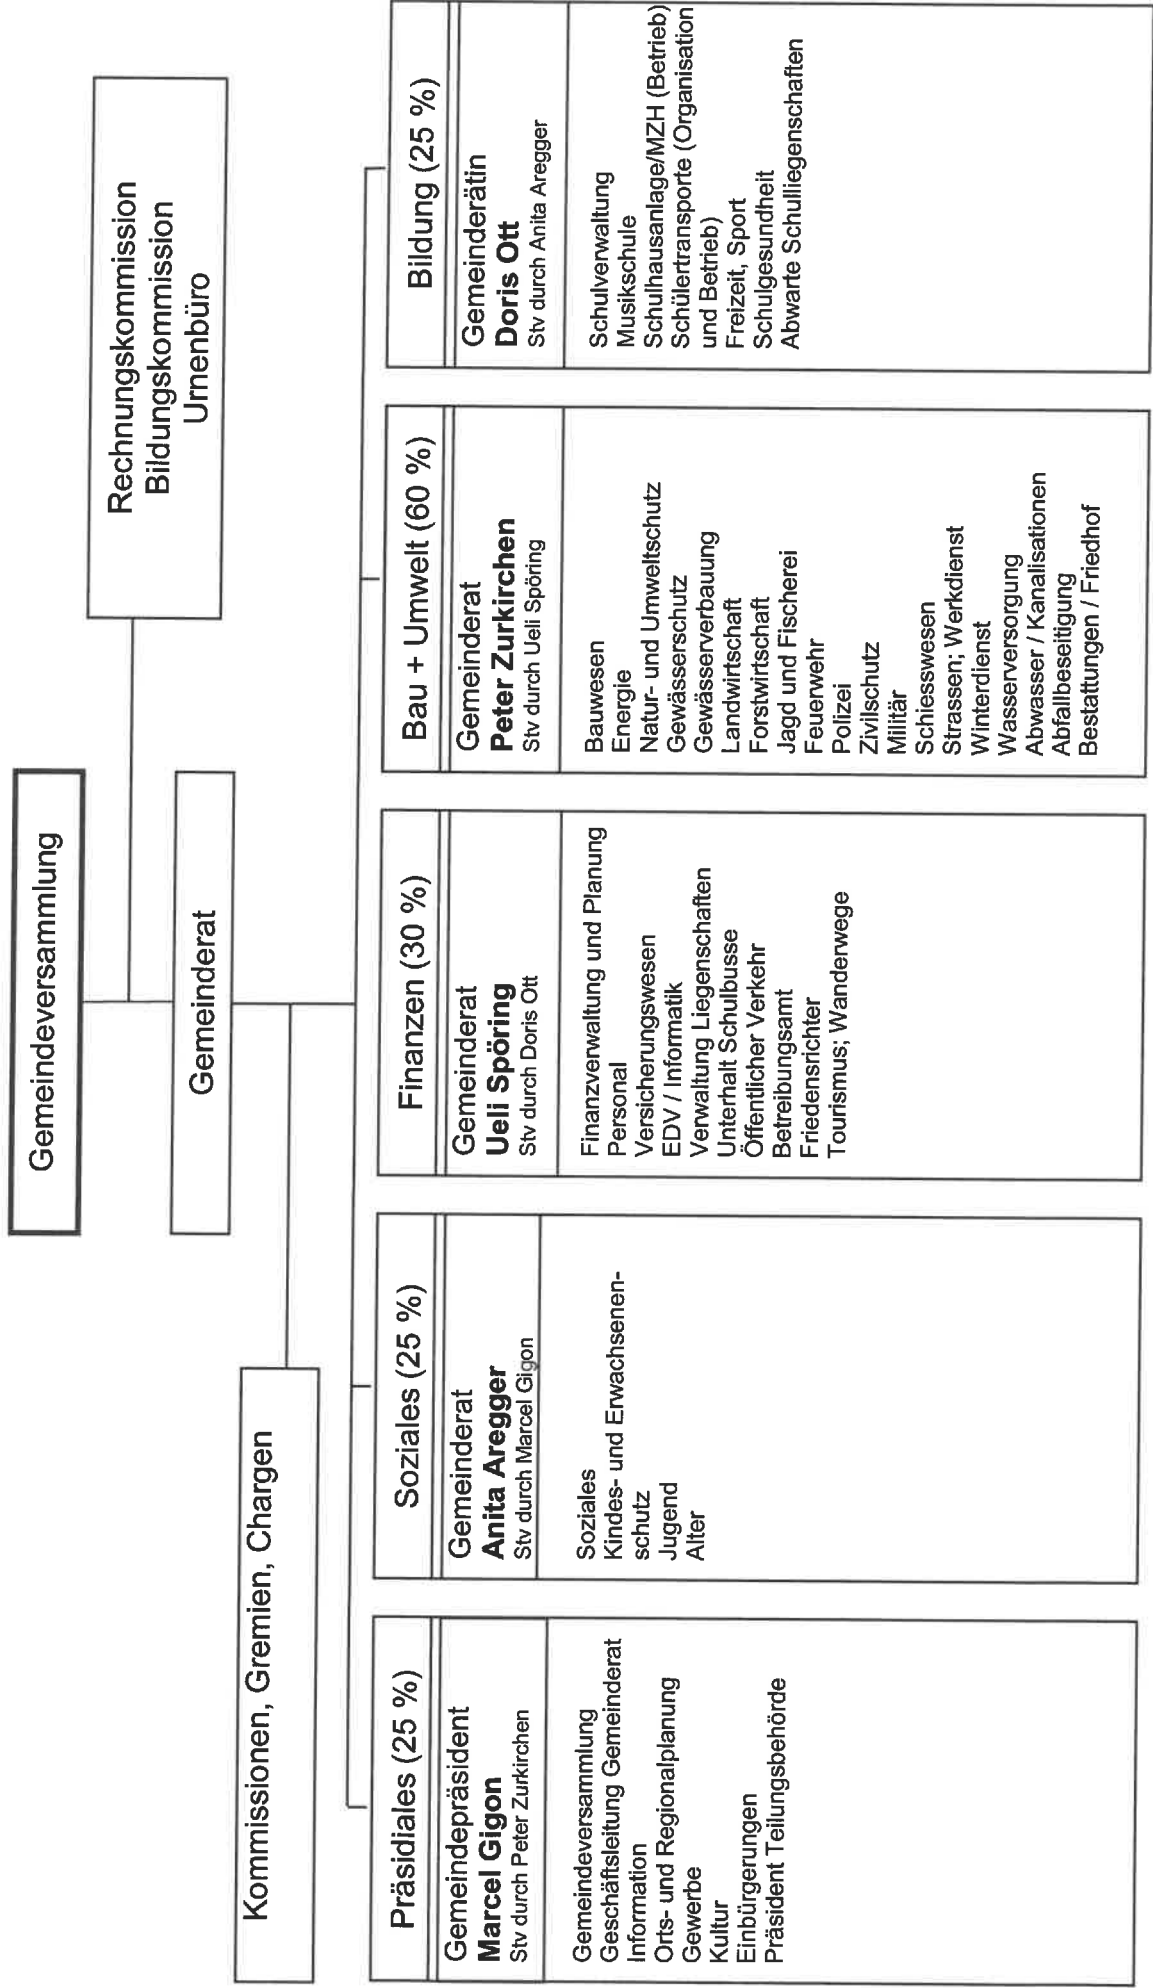 Gemeindeversammlung
Rechnungskommission
Bildungskommission
Urnenbüro
Gemeinderat
Kommissionen, Gremien, Chargen
Präsidiales (25 %)
Gemeindepräsident
Marcel Gigon
Stv durch Peter Zurkirchen
Gemeindeversammlung
Geschäftsleitung Gemeinderat
Information
Orts- und Regionalplanung
Gewerbe
Kultur
Einbürgerungen
Präsident Teilungsbehörde
Soziales (25 %)
Gemeinderat
Anita Aregger
Stv durch Marcel Gigon
Soziales
Kindes- und Erwachsenen-
schutz
Jugend
Alter
Finanzen (30 %)
Gemeinderat
Ueli Spöring
Stv durch Doris Ott
Finanzverwaltung und Planung
Personal
Versicherungswesen
EDV / Informatik
Verwaltung Liegenschaften
Unterhalt Schulbusse
Öffentlicher Verkehr
Betreibungsamt
Friedensrichter
Tourismus; Wanderwege
Bau + Umwelt (60 %)
Gemeinderat
Peter Zurkirchen
Stv durch Ueli Spöring
Bauwesen
Energie
Natur- und Umweltschutz
Gewässerschutz
Gewässerverbauung
Landwirtschaft
Forstwirtschaft
Jagd und Fischerei
Feuerwehr
Polizei
Zivilschutz
Militär
Schiesswesen
Strassen; Werkdienst
Winterdienst
Wasserversorgung
Abwasser / Kanalisationen
Abfallbeseitigung
Bestattungen / Friedhof
Bildung (25 %)
Gemeinderätin
Doris Ott
Stv durch Anita Aregger
Schulverwaltung
Musikschule
Schulhausanlage/MZH (Betrieb)
Schülertransporte (Organisation
und Betrieb)
Freizeit, Sport
Schulgesundheit
Abwarte Schulliegenschaften